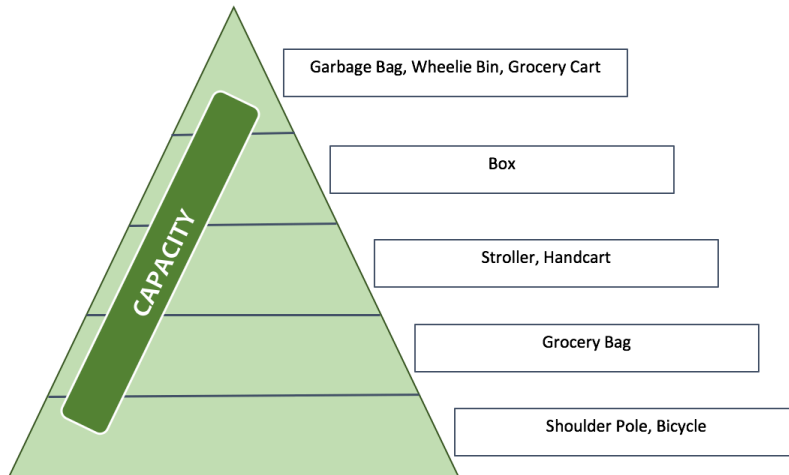 Garbage Bag, Wheelie Bin, Grocery Cart
Box
Stroller, Handcart
CAPACITY
Grocery Bag
Shoulder Pole, Bicycle